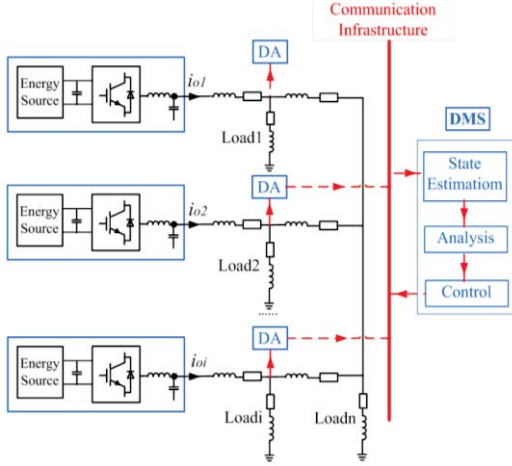 Communication
Infrastructure
DA
Energy
Source
io1
Load1
DMS
State
Estimatiom
DA
Energy
Source
io2
Load2
Analysis
Control
......
DA
Energy
Source
ioi
Loadi
Loadn